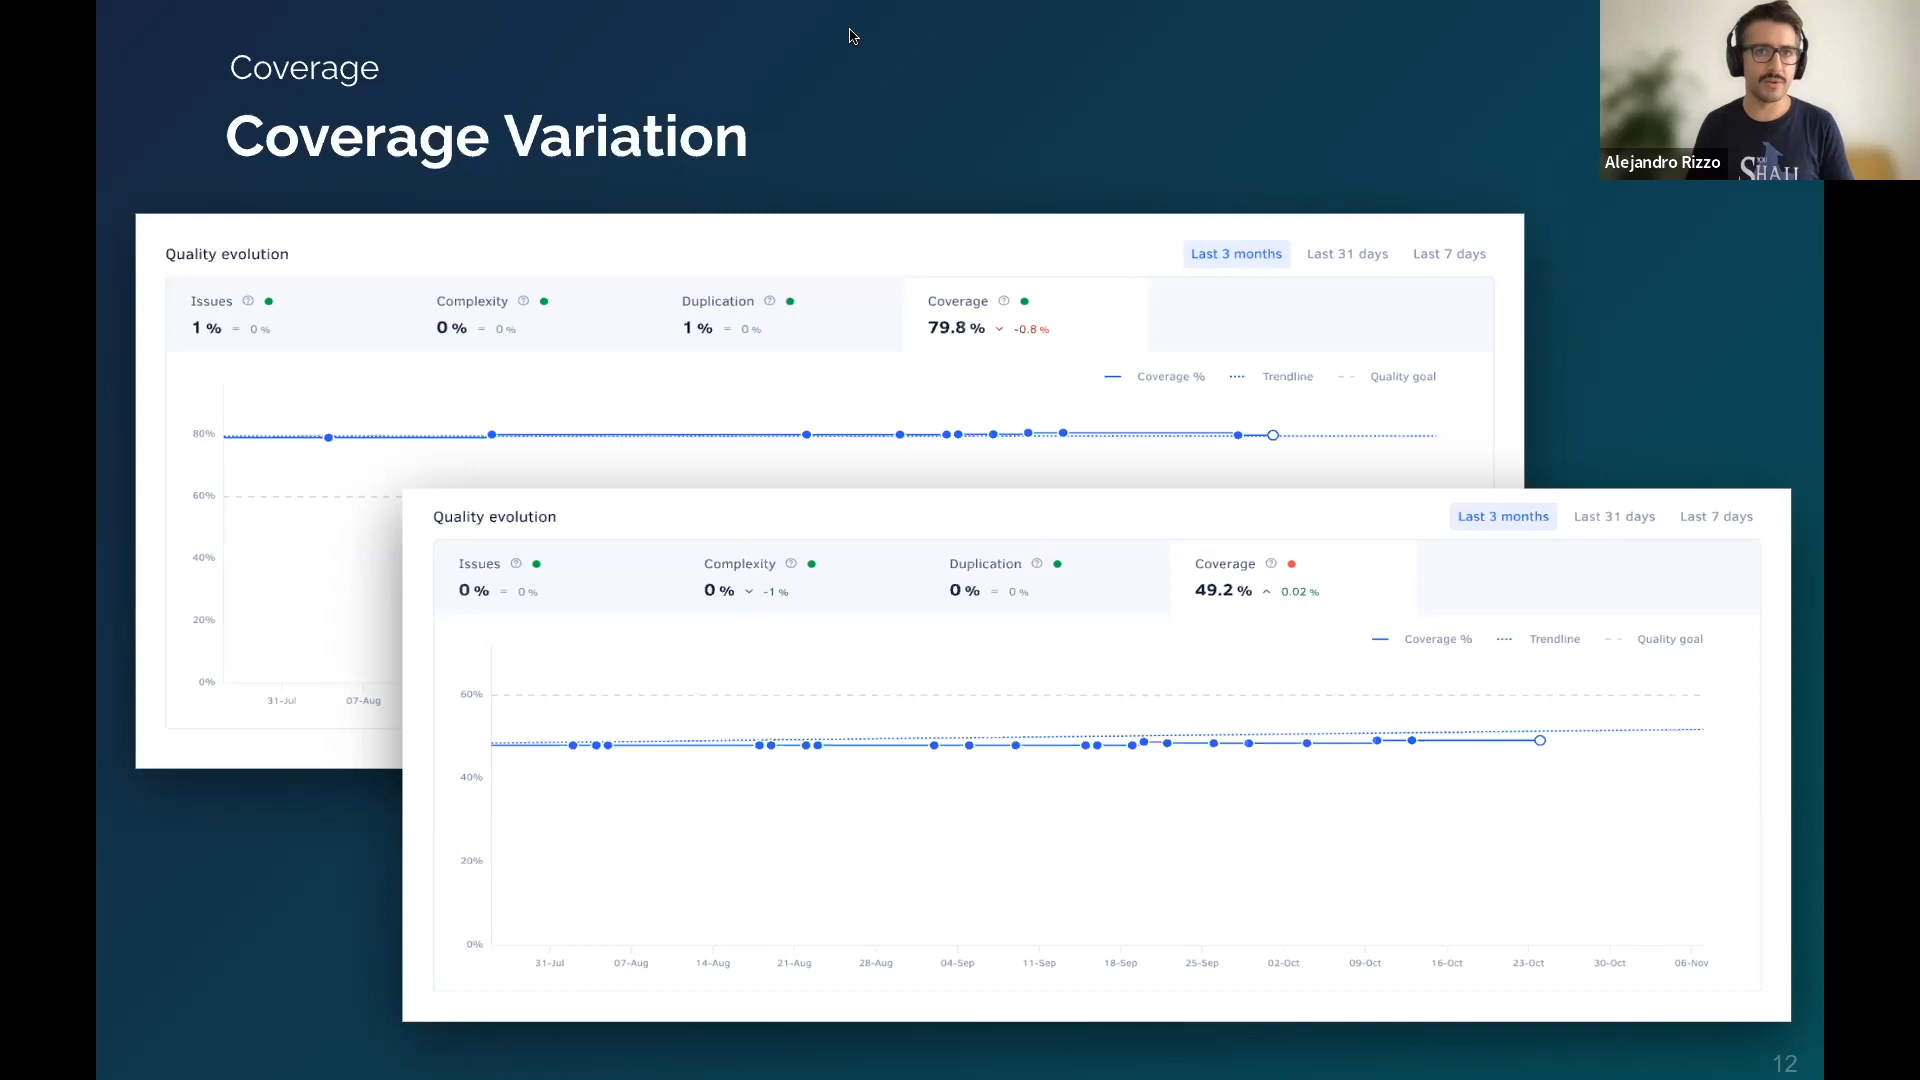 Coverage
Coverage Variation
Alejandro Rizzo
YOU
SHALL
Quality evolution
Last 3 months Last 31 days Last 7 days
Issues Complexity Duplication Coverage
1 % = 0 % 0 % = 0 % 1 % = 0 % 79.8 % -0.8 %
Coverage % Trendline Quality goal
80%
60%
40%
20%
0%
31-Jul 07-Aug
Quality evolution
Last 3 months Last 31 days Last 7 days
Issues Complexity Duplication Coverage
0 % = 0 % 0 % -1 % 0 % = 0 % 49.2 % 0.02 %
Coverage % Trendline Quality goal
60%
40%
20%
0%
31-Jul 07-Aug 14-Aug 21-Aug 28-Aug 04-Sep 11-Sep 18-Sep 25-Sep 02-Oct 09-Oct 16-Oct 23-Oct 30-Oct 06-Nov
12